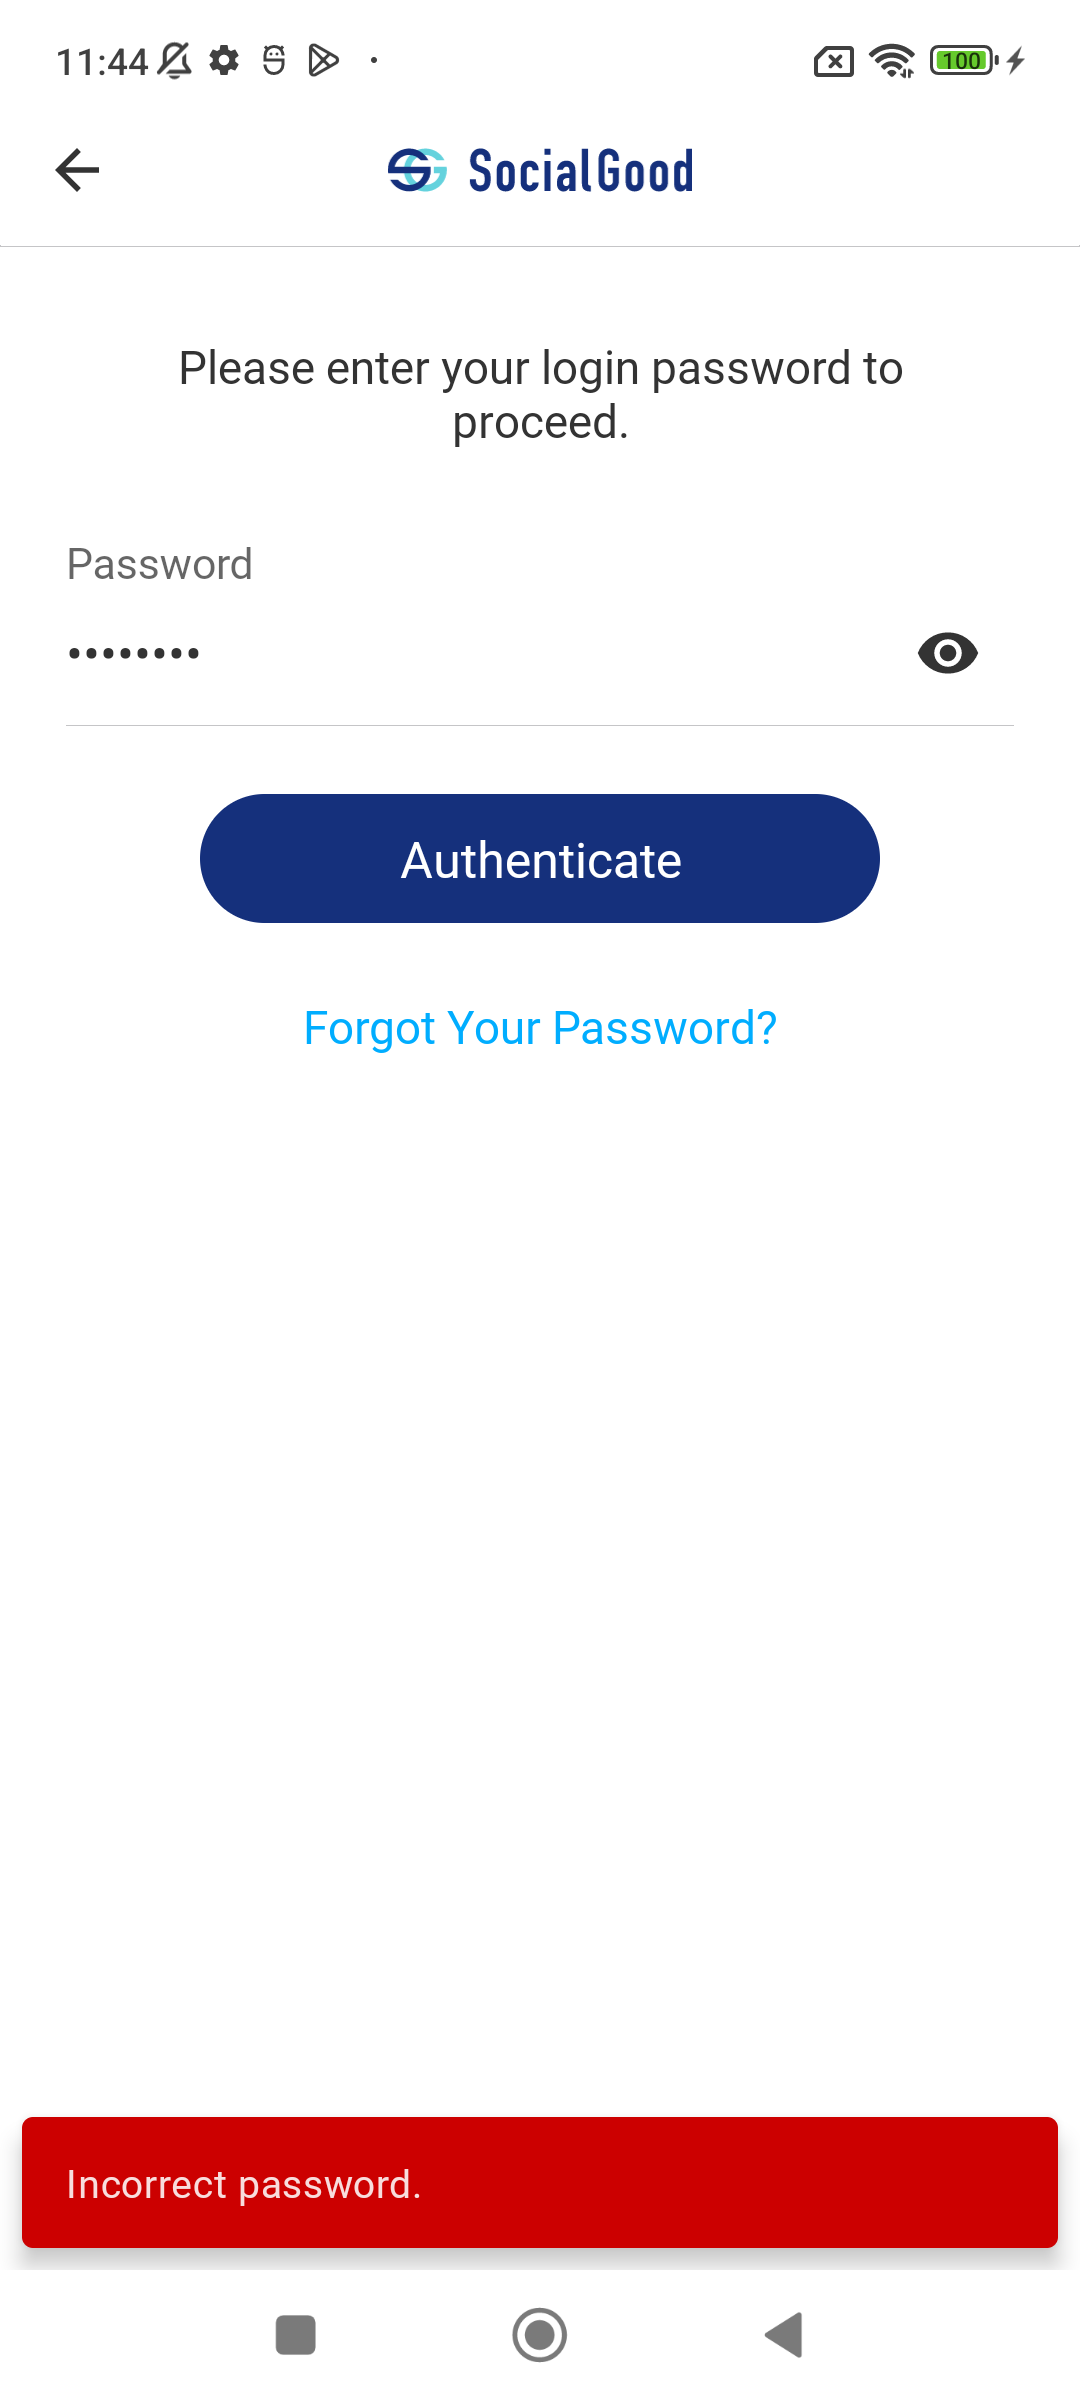 11:44
100
SocialGood
Please enter your login password to
proceed.
Password
••••••••
Authenticate
Forgot Your Password?
Incorrect password.